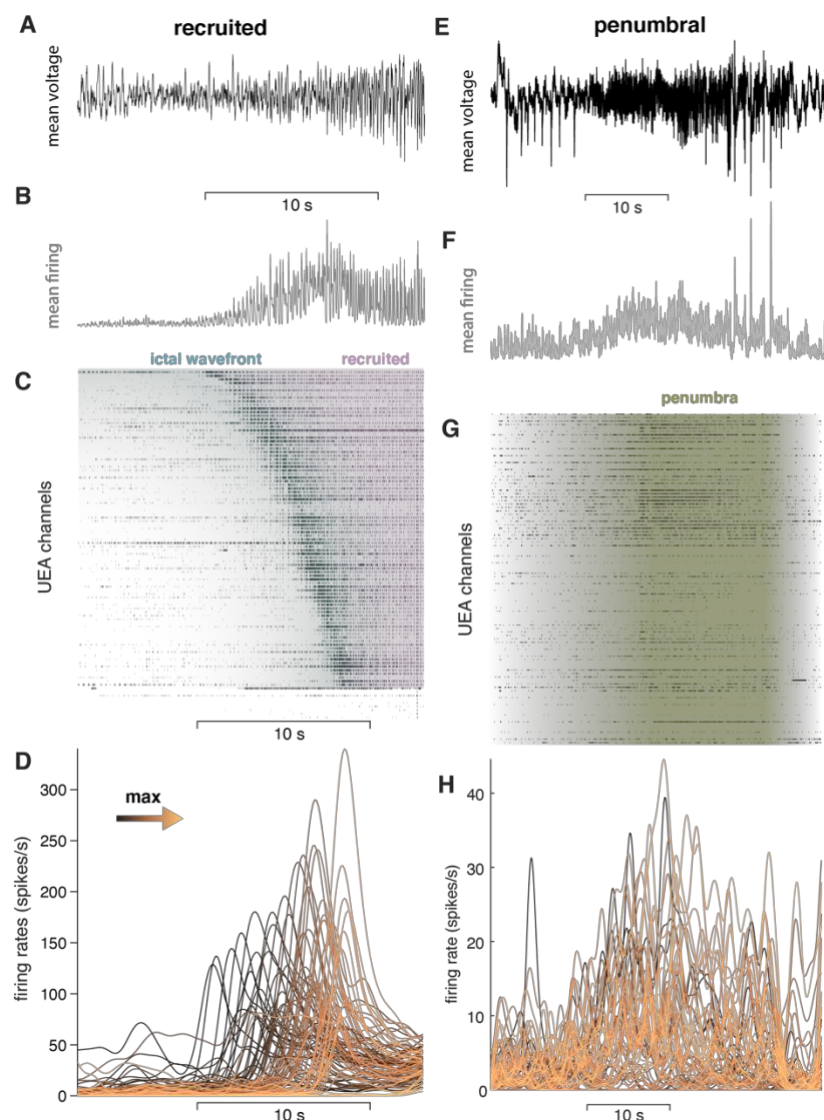 A
recruited
mean voltage
10 s
B
mean firing
ictal wavefront
recruited
C
UEA channels
10 s
D
max
firing rates (spikes/s)
300
250
200
150
100
50
0
10 s
E
penumbral
mean voltage
10 s
F
mean firing
penumbra
G
UEA channels
H
firing rate (spikes/s)
40
30
20
10
0
10 s